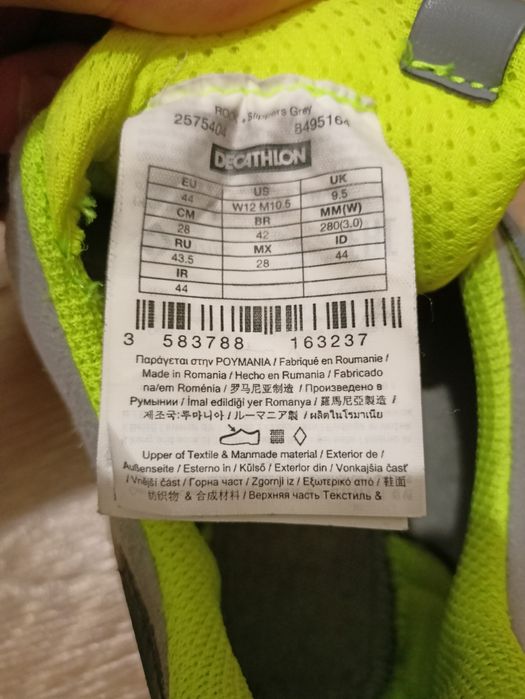 Slippers Grey
2575404 8495164
DECATHLON
EU US UK
44 W12 M10.5 9.5
CM BR MM(W)
28 42 280(3.0)
RU MX ID
43.5 28 44
IR
44
3 583788 163237
Παράγεται στην ΡΟΥΜΑΝΙΑ / Fabriqué en Roumanie /
Made in Romania / Hecho en Rumania / Fabricado
na/em Roménia / 罗马尼亚制造 / Произведено в
Румынии / İmal edildiği yer Romanya / 羅馬尼亞製造 /
제조국:루마니아 / ルーマニア製 / ผลิตในโรมาเนีย
Upper of Textile & Manmade material / Exterior de /
Außenseite / Esterno in / Külső / Exterior din / Vonkajšia časť
/ Vnější část / Горна част / Zgornji iz / Εξωτερικό από / 鞋面
纺织物 & 合成材料 / Верхняя часть Текстиль &